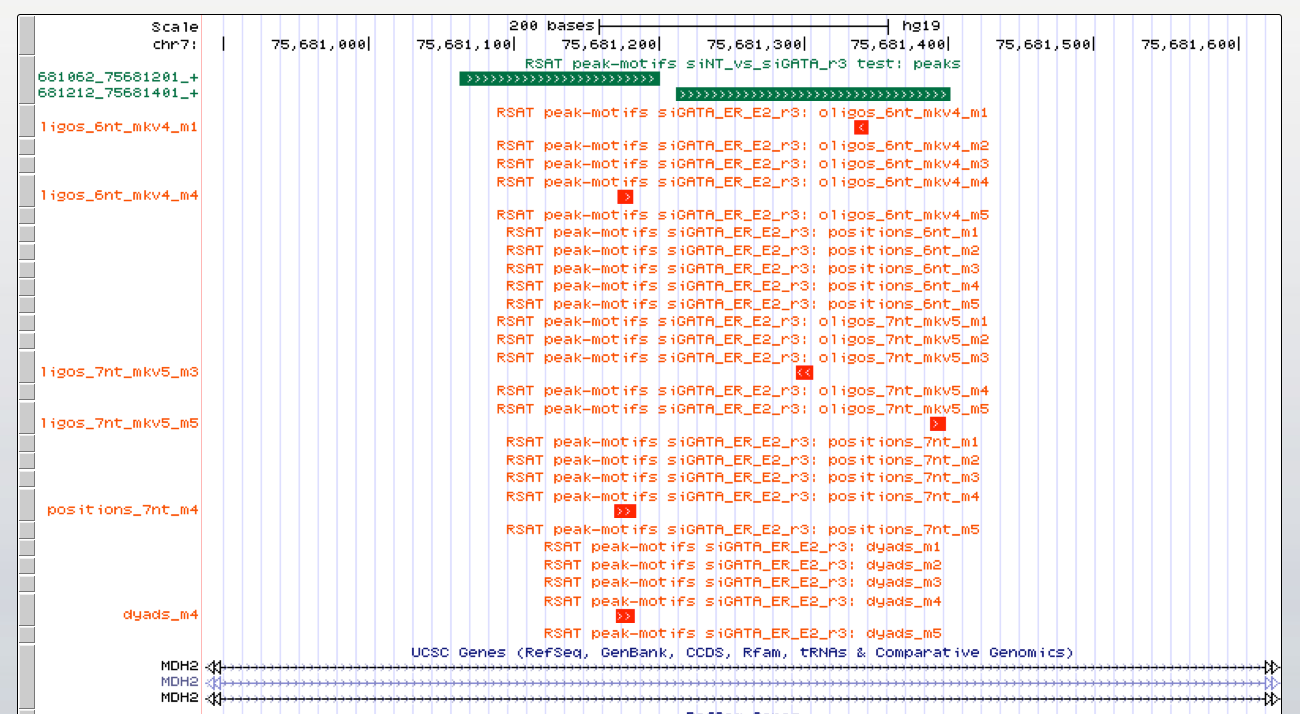 Scale 200 bases hg19
chr7: 75,681,000 75,681,100 75,681,200 75,681,300 75,681,400 75,681,500 75,681,600
RSAT peak-motifs siNT_vs_siGATA_r3 test: peaks
681062_75681201_+
681212_75681401_+
RSAT peak-motifs siGATA_ER_E2_r3: oligos_6nt_mkv4_m1
ligos_6nt_mkv4_m1
RSAT peak-motifs siGATA_ER_E2_r3: oligos_6nt_mkv4_m2
RSAT peak-motifs siGATA_ER_E2_r3: oligos_6nt_mkv4_m3
RSAT peak-motifs siGATA_ER_E2_r3: oligos_6nt_mkv4_m4
ligos_6nt_mkv4_m4
RSAT peak-motifs siGATA_ER_E2_r3: oligos_6nt_mkv4_m5
RSAT peak-motifs siGATA_ER_E2_r3: positions_6nt_m1
RSAT peak-motifs siGATA_ER_E2_r3: positions_6nt_m2
RSAT peak-motifs siGATA_ER_E2_r3: positions_6nt_m3
RSAT peak-motifs siGATA_ER_E2_r3: positions_6nt_m4
RSAT peak-motifs siGATA_ER_E2_r3: positions_6nt_m5
RSAT peak-motifs siGATA_ER_E2_r3: oligos_7nt_mkv5_m1
RSAT peak-motifs siGATA_ER_E2_r3: oligos_7nt_mkv5_m2
RSAT peak-motifs siGATA_ER_E2_r3: oligos_7nt_mkv5_m3
ligos_7nt_mkv5_m3
RSAT peak-motifs siGATA_ER_E2_r3: oligos_7nt_mkv5_m4
RSAT peak-motifs siGATA_ER_E2_r3: oligos_7nt_mkv5_m5
ligos_7nt_mkv5_m5
RSAT peak-motifs siGATA_ER_E2_r3: positions_7nt_m1
RSAT peak-motifs siGATA_ER_E2_r3: positions_7nt_m2
RSAT peak-motifs siGATA_ER_E2_r3: positions_7nt_m3
RSAT peak-motifs siGATA_ER_E2_r3: positions_7nt_m4
positions_7nt_m4
RSAT peak-motifs siGATA_ER_E2_r3: positions_7nt_m5
RSAT peak-motifs siGATA_ER_E2_r3: dyads_m1
RSAT peak-motifs siGATA_ER_E2_r3: dyads_m2
RSAT peak-motifs siGATA_ER_E2_r3: dyads_m3
RSAT peak-motifs siGATA_ER_E2_r3: dyads_m4
dyads_m4
RSAT peak-motifs siGATA_ER_E2_r3: dyads_m5
UCSC Genes (RefSeq, GenBank, CCDS, Rfam, tRNAs & Comparative Genomics)
MDH2
MDH2
MDH2